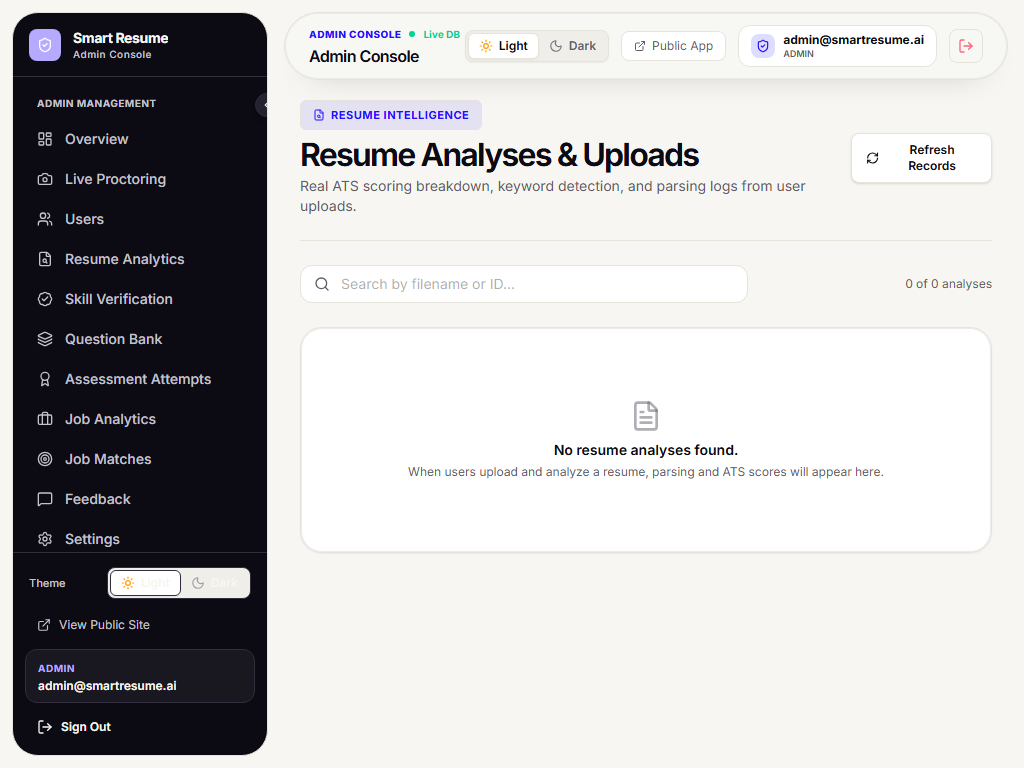 Smart Resume
Admin Console
ADMIN MANAGEMENT
Overview
Live Proctoring
Users
Resume Analytics
Skill Verification
Question Bank
Assessment Attempts
Job Analytics
Job Matches
Feedback
Settings
Theme
Light
Dark
View Public Site
ADMIN
admin@smartresume.ai
Sign Out
ADMIN CONSOLE
Live DB
Admin Console
Light
Dark
Public App
admin@smartresume.ai
ADMIN
RESUME INTELLIGENCE
Resume Analyses & Uploads
Real ATS scoring breakdown, keyword detection, and parsing logs from user
uploads.
Refresh
Records
Search by filename or ID...
0 of 0 analyses
No resume analyses found.
When users upload and analyze a resume, parsing and ATS scores will appear here.